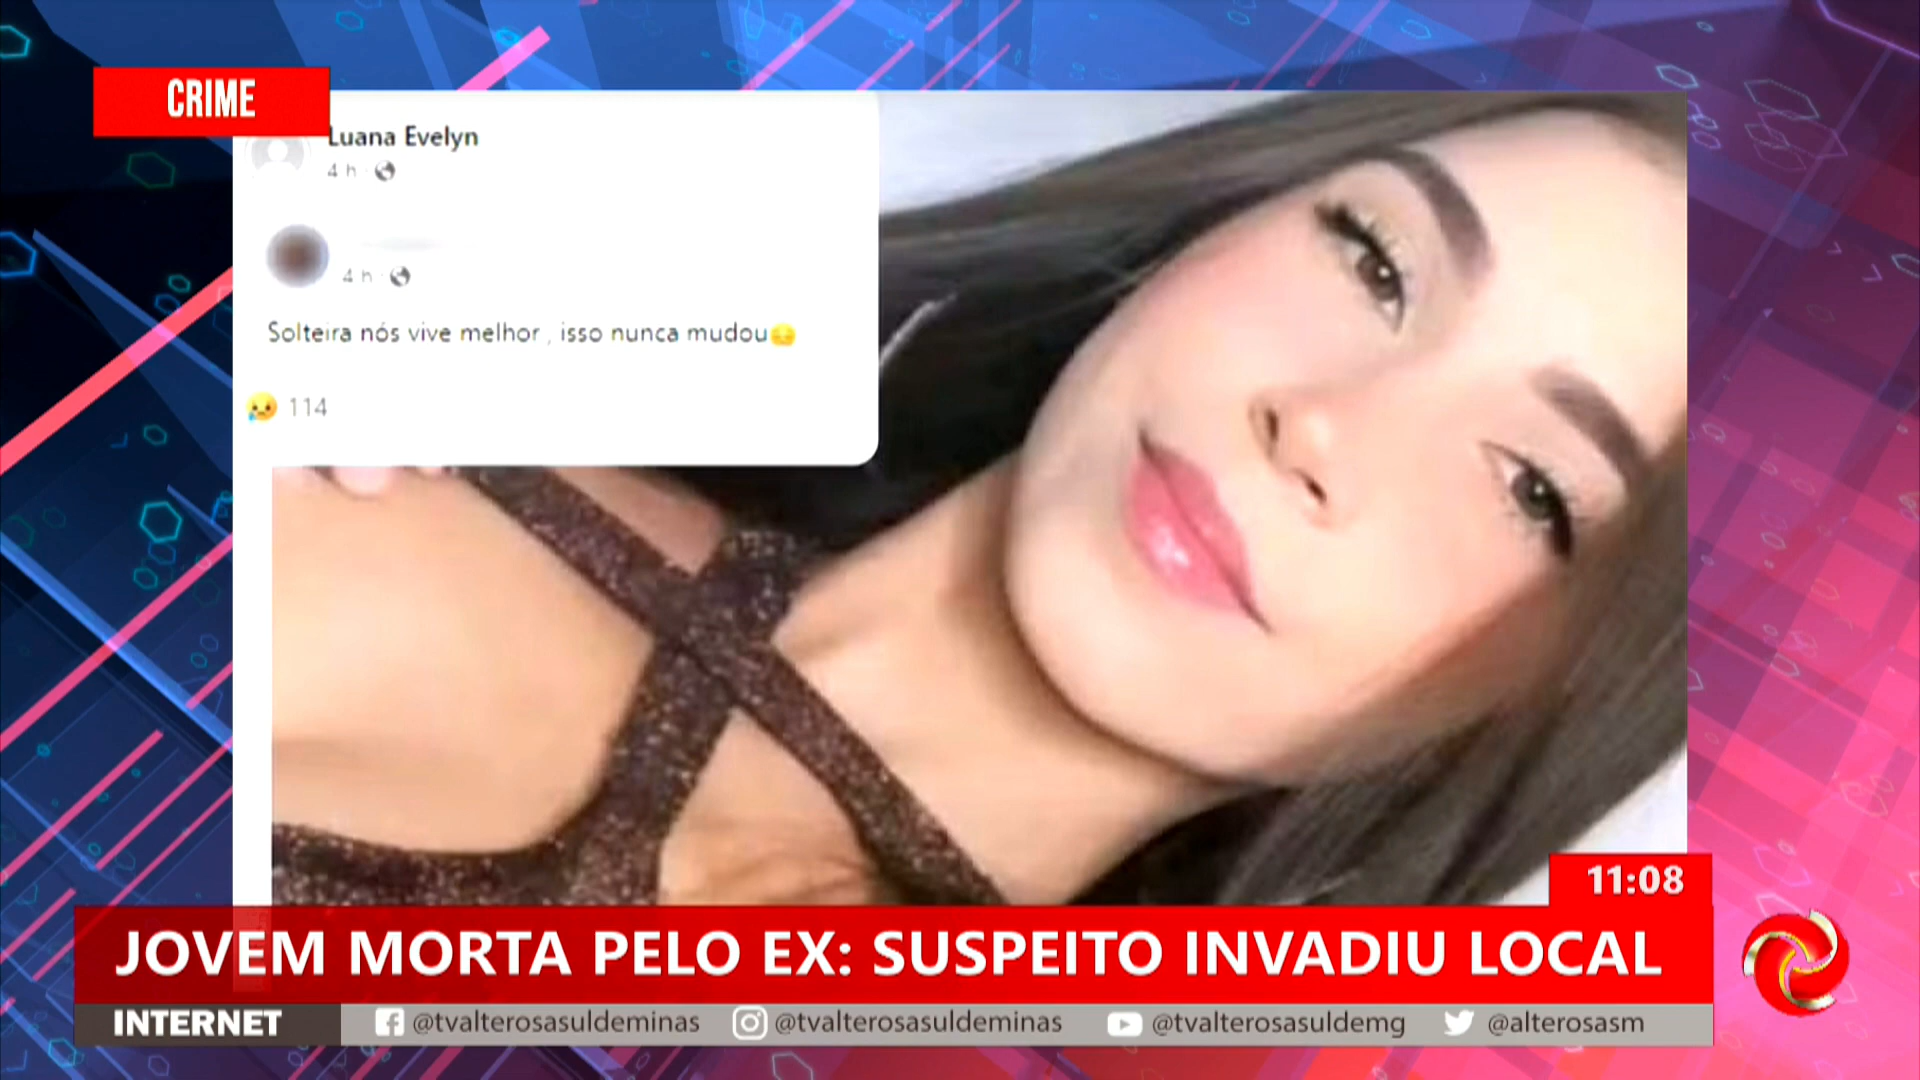 CRIME
Luana Evelyn
4 h ·
4 h ·
Solteira nós vive melhor , isso nunca mudou😔
114
11:08
JOVEM MORTA PELO EX: SUSPEITO INVADIU LOCAL
INTERNET @tvalterosasuldeminas @tvalterosasuldeminas @tvalterosasuldemg @alterosasm